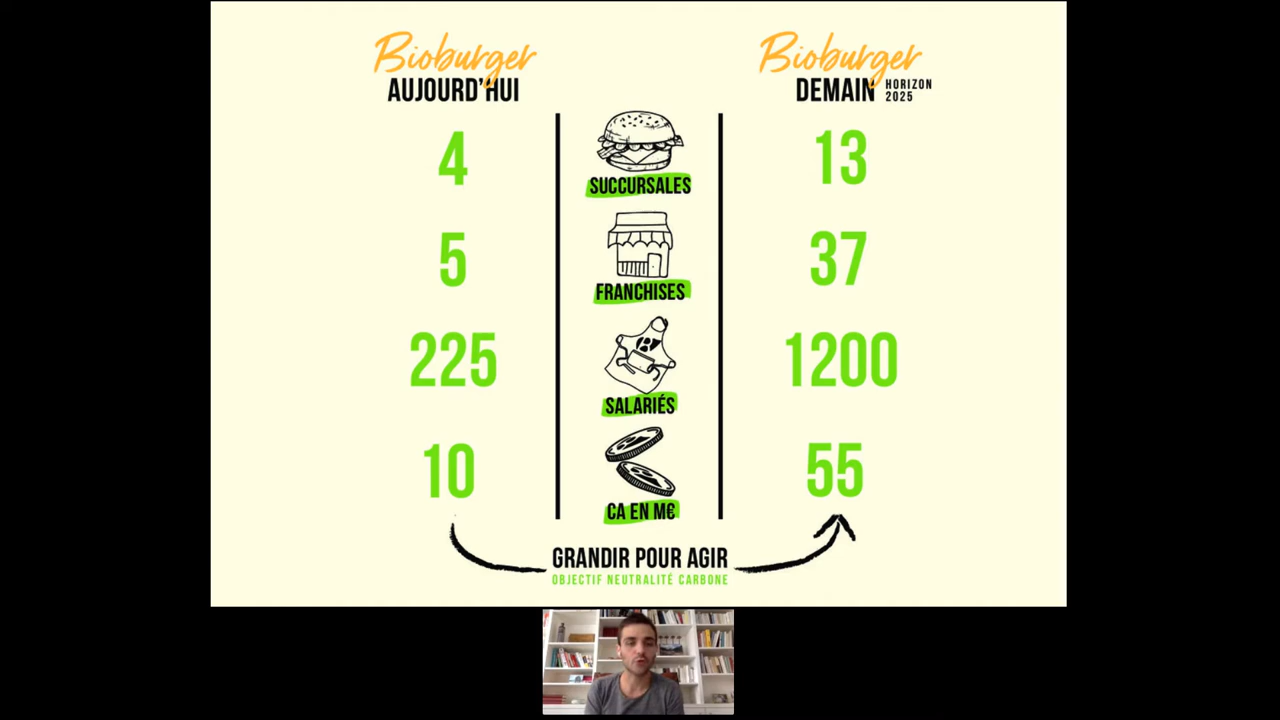 Bioburger
AUJOURD'HUI
Bioburger
DEMAIN HORIZON 2025
4
SUCCURSALES
13
5
FRANCHISES
37
225
SALARIÉS
1200
10
CA EN M€
55
GRANDIR POUR AGIR
OBJECTIF NEUTRALITÉ CARBONE